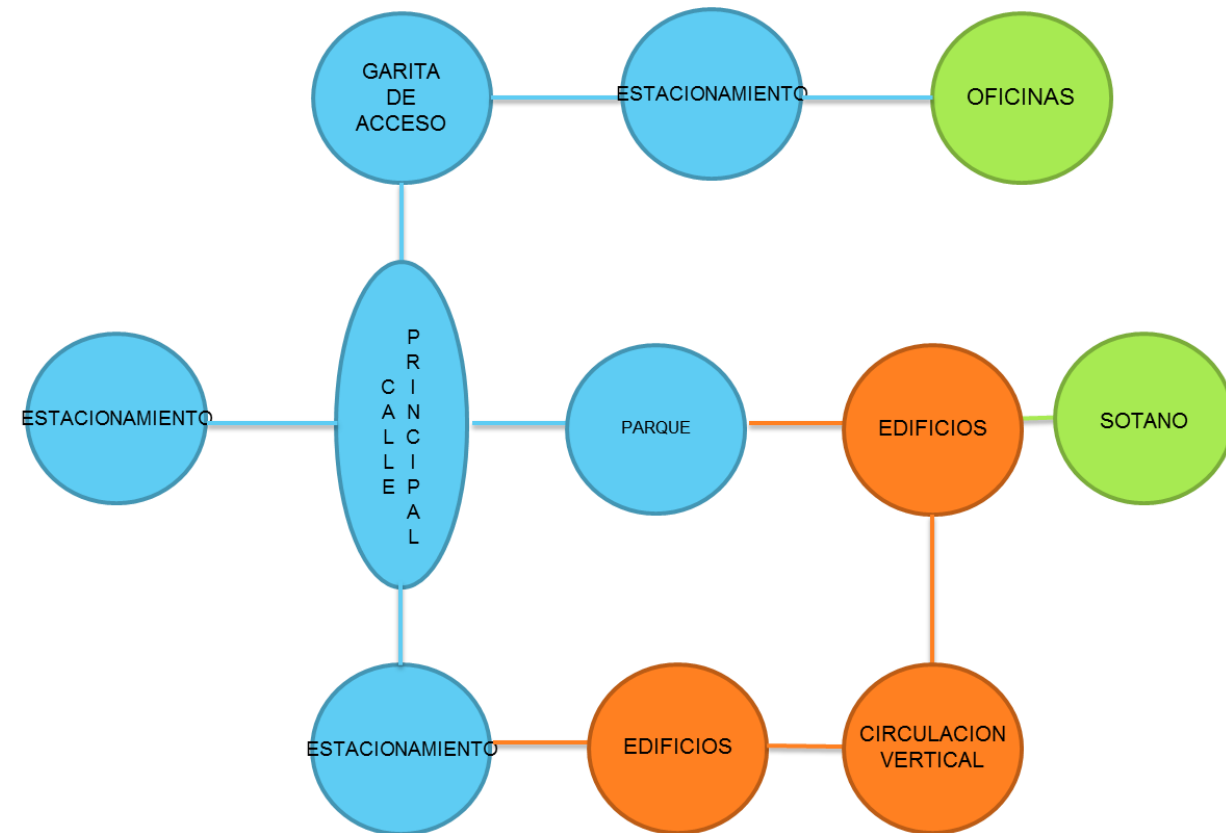 GARITA
DE
ACCESO
ESTACIONAMIENTO
OFICINAS
ESTACIONAMIENTO
CALLE
PRINCIPAL
PARQUE
EDIFICIOS
SOTANO
ESTACIONAMIENTO
EDIFICIOS
CIRCULACION
VERTICAL